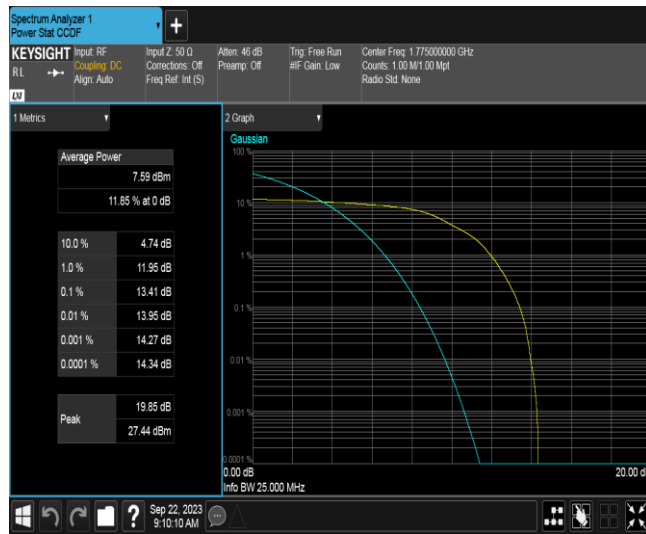 Spectrum Analyzer 1
Power Stat CCDF
+
KEYSIGHT
RL
LXI
Input: RF
Coupling: DC
Align: Auto
Input Z: 50 Ω
Corrections: Off
Freq Ref: Int (S)
Atten: 46 dB
Preamp: Off
Trig: Free Run
#IF Gain: Low
Center Freq: 1.775000000 GHz
Counts: 1.00 M/1.00 Mpt
Radio Std: None
1 Metrics
Average Power
7.59 dBm
11.85 % at 0 dB
10.0 % 4.74 dB
1.0 % 11.95 dB
0.1 % 13.41 dB
0.01 % 13.95 dB
0.001 % 14.27 dB
0.0001 % 14.34 dB
Peak
19.85 dB
27.44 dBm
2 Graph
Gaussian
100 %
10 %
1 %
0.1 %
0.01 %
0.001 %
0.0001 %
0.00 dB
20.00 d
Info BW 25.000 MHz
?
Sep 22, 2023
9:10:10 AM